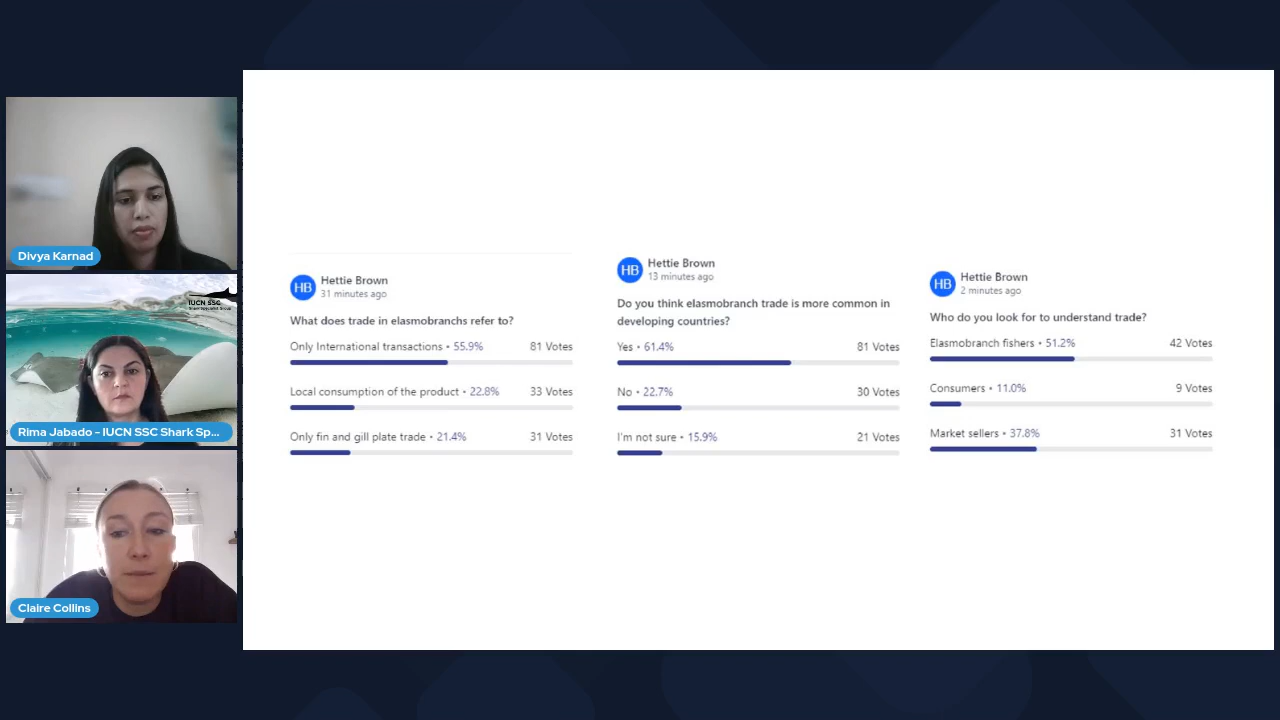 Divya Karnad
IUCN SSC
Shark Specialist Group
Rima Jabado - IUCN SSC Shark Sp...
Claire Collins
HB
Hettie Brown
31 minutes ago
What does trade in elasmobranchs refer to?
Only International transactions • 55.9% 81 Votes
Local consumption of the product • 22.8% 33 Votes
Only fin and gill plate trade • 21.4% 31 Votes
HB
Hettie Brown
13 minutes ago
Do you think elasmobranch trade is more common in
developing countries?
Yes • 61.4% 81 Votes
No • 22.7% 30 Votes
I'm not sure • 15.9% 21 Votes
HB
Hettie Brown
2 minutes ago
Who do you look for to understand trade?
Elasmobranch fishers • 51.2% 42 Votes
Consumers • 11.0% 9 Votes
Market sellers • 37.8% 31 Votes